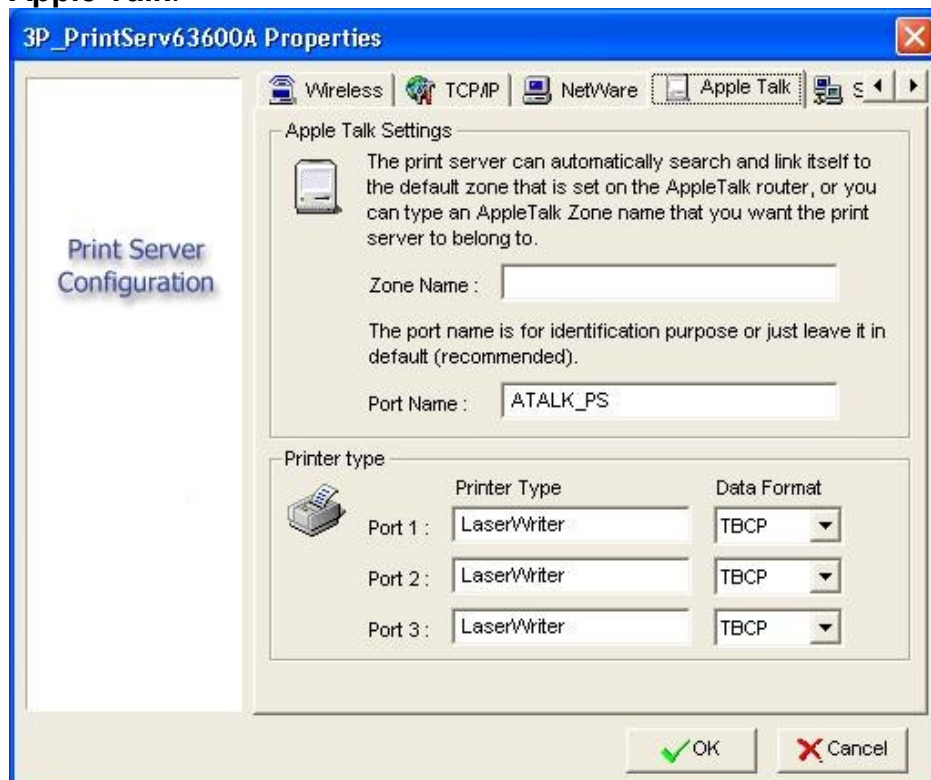 3P_PrintServ63600A Properties
Wireless
TCP/IP
NetWare
Apple Talk
S
Apple Talk Settings
The print server can automatically search and link itself to
the default zone that is set on the AppleTalk router, or you
can type an AppleTalk Zone name that you want the print
server to belong to.
Print Server
Configuration
Zone Name :
The port name is for identification purpose or just leave it in
default (recommended).
Port Name : ATALK_PS
Printer type
Printer Type Data Format
Port 1 : LaserWriter TBCP
Port 2 : LaserWriter TBCP
Port 3 : LaserWriter TBCP
OK Cancel